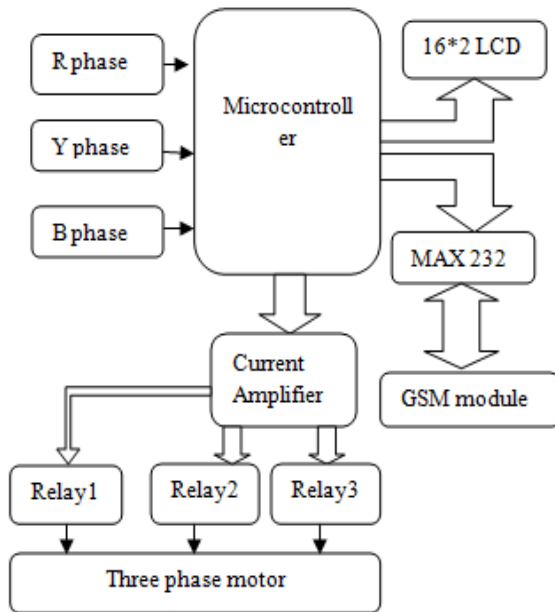 R phase
16*2 LCD
Microcontroll
er
Y phase
B phase
MAX 232
Current
Amplifier
GSM module
Relay1
Relay2
Relay3
Three phase motor